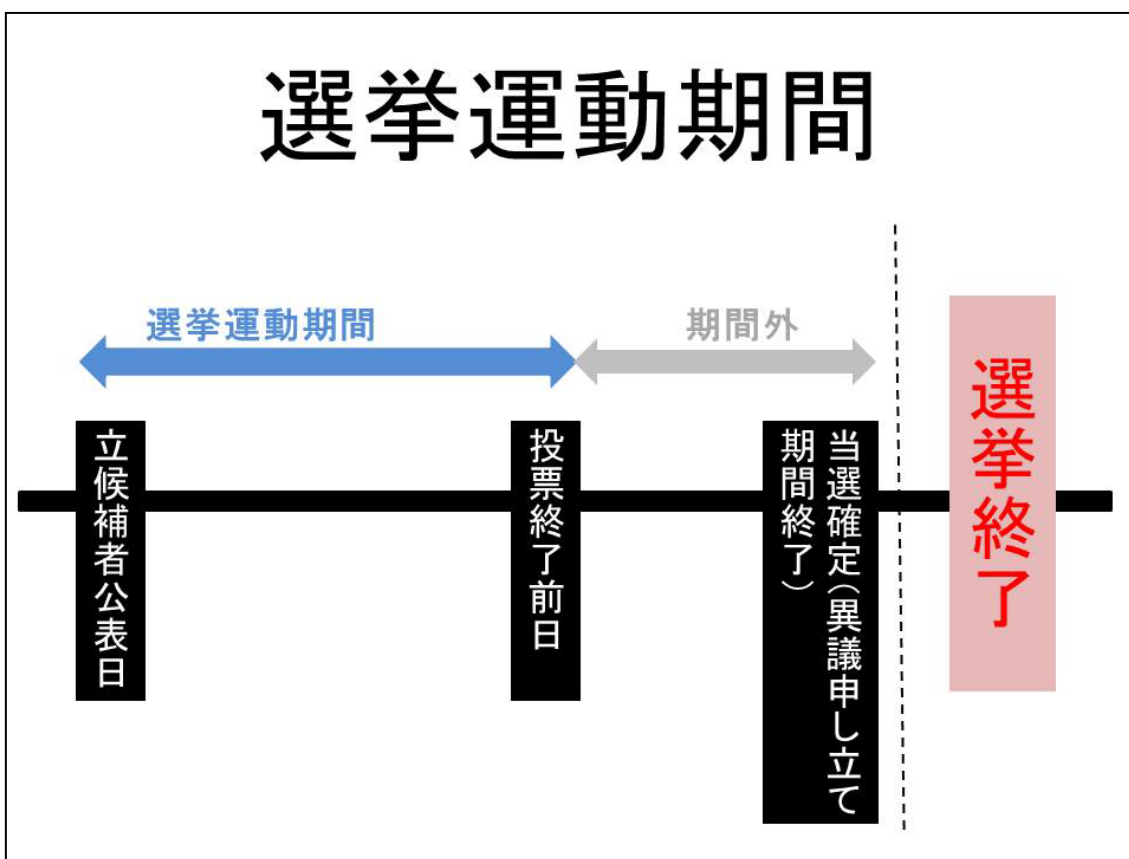 選挙運動期間
選挙運動期間
期間外
立候補者公表日
投票終了前日
当選確定(異議申し立て
期間終了)
選挙終了